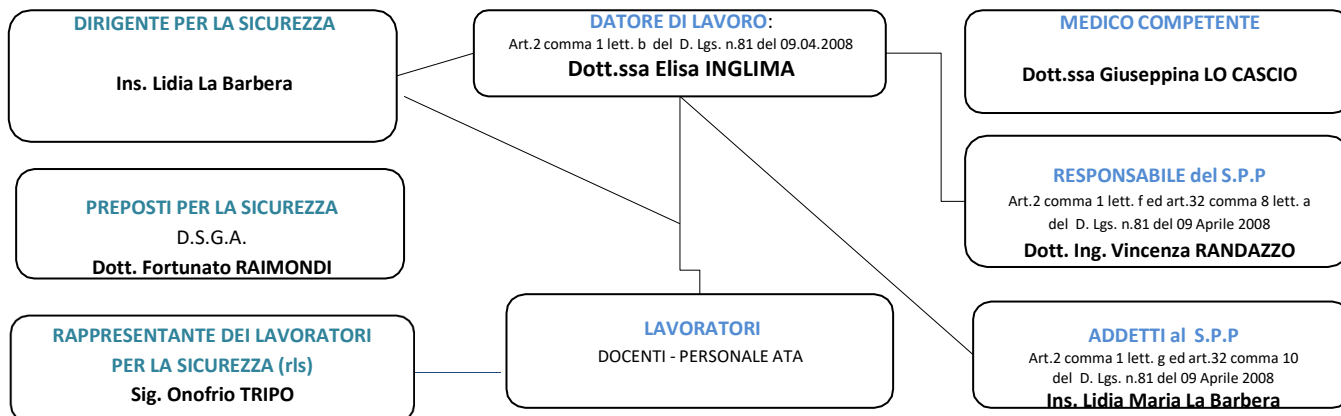 DIRIGENTE PER LA SICUREZZA
Ins. Lidia La Barbera
DATORE DI LAVORO:
Art.2 comma 1 lett. b del D. Lgs. n.81 del 09.04.2008
Dott.ssa Elisa INGLIMA
MEDICO COMPETENTE
Dott.ssa Giuseppina LO CASCIO
PREPOSTI PER LA SICUREZZA
D.S.G.A.
Dott. Fortunato RAIMONDI
RESPONSABILE del S.P.P
Art.2 comma 1 lett. f ed art.32 comma 8 lett. a
del D. Lgs. n.81 del 09 Aprile 2008
Dott. Ing. Vincenza RANDAZZO
RAPPRESENTANTE DEI LAVORATORI
PER LA SICUREZZA (rls)
Sig. Onofrio TRIPO
LAVORATORI
DOCENTI - PERSONALE ATA
ADDETTI al S.P.P
Art.2 comma 1 lett. g ed art.32 comma 10
del D. Lgs. n.81 del 09 Aprile 2008
Ins. Lidia Maria La Barbera